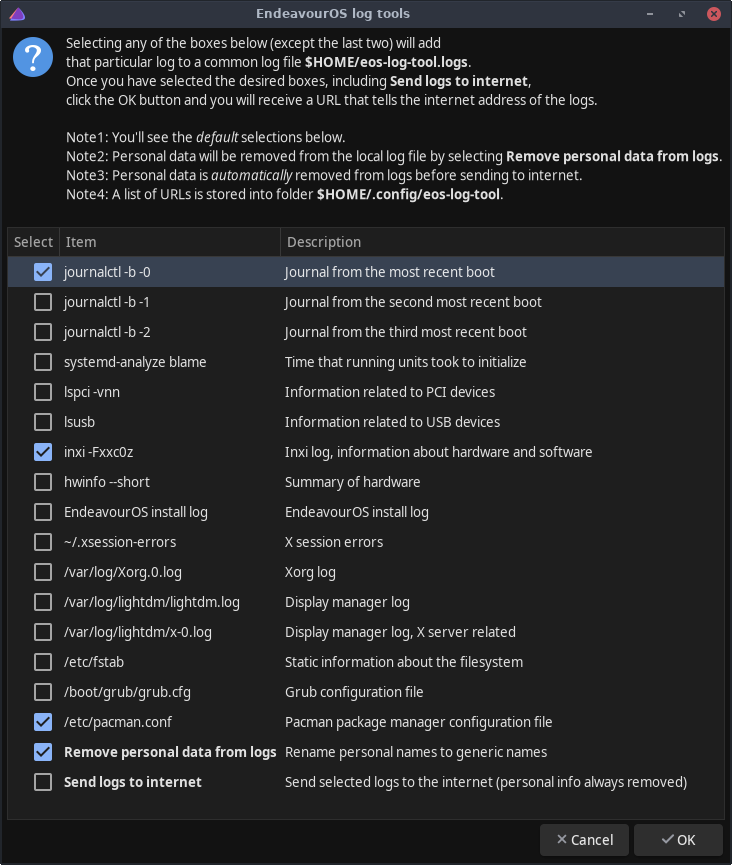 EndeavourOS log tools
Selecting any of the boxes below (except the last two) will add
that particular log to a common log file $HOME/eos-log-tool.logs.
Once you have selected the desired boxes, including Send logs to internet,
click the OK button and you will receive a URL that tells the internet address of the logs.
Note1: You'll see the default selections below.
Note2: Personal data will be removed from the local log file by selecting Remove personal data from logs.
Note3: Personal data is automatically removed from logs before sending to internet.
Note4: A list of URLs is stored into folder $HOME/.config/eos-log-tool.
Select Item Description
journalctl -b -0 Journal from the most recent boot
journalctl -b -1 Journal from the second most recent boot
journalctl -b -2 Journal from the third most recent boot
systemd-analyze blame Time that running units took to initialize
lspci -vnn Information related to PCI devices
lsusb Information related to USB devices
inxi -Fxxc0z Inxi log, information about hardware and software
hwinfo --short Summary of hardware
EndeavourOS install log EndeavourOS install log
~/.xsession-errors X session errors
/var/log/Xorg.0.log Xorg log
/var/log/lightdm/lightdm.log Display manager log
/var/log/lightdm/x-0.log Display manager log, X server related
/etc/fstab Static information about the filesystem
/boot/grub/grub.cfg Grub configuration file
/etc/pacman.conf Pacman package manager configuration file
Remove personal data from logs Rename personal names to generic names
Send logs to internet Send selected logs to the internet (personal info always removed)
Cancel OK